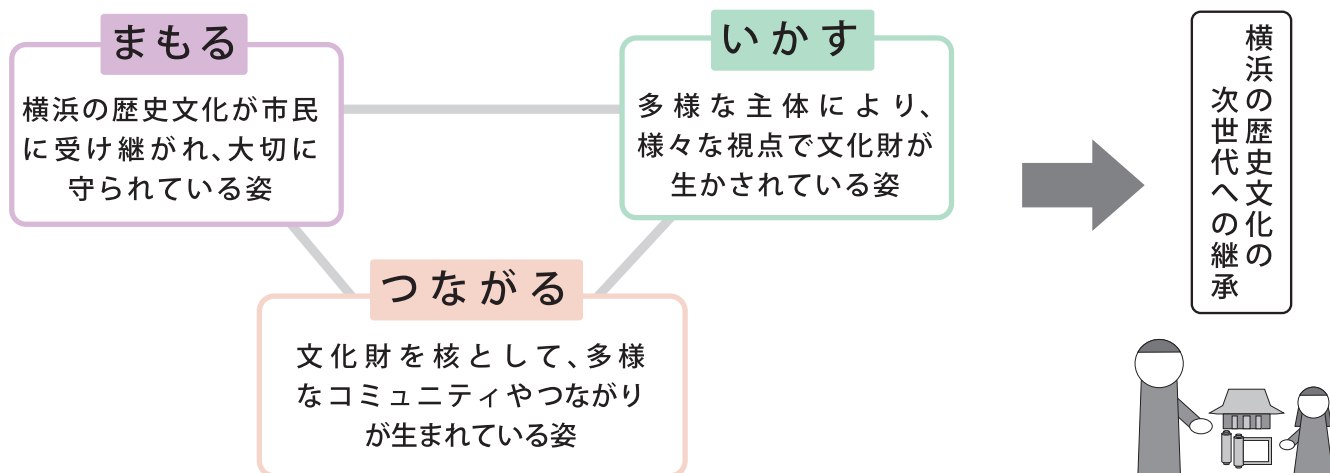 まもる
横浜の歴史文化が市民
に受け継がれ、大切に
守られている姿
いかす
多様な主体により、
様々な視点で文化財が
生かされている姿
つながる
文化財を核として、多様
なコミュニティやつながり
が生まれている姿
横浜の歴史文化の
次世代への継承